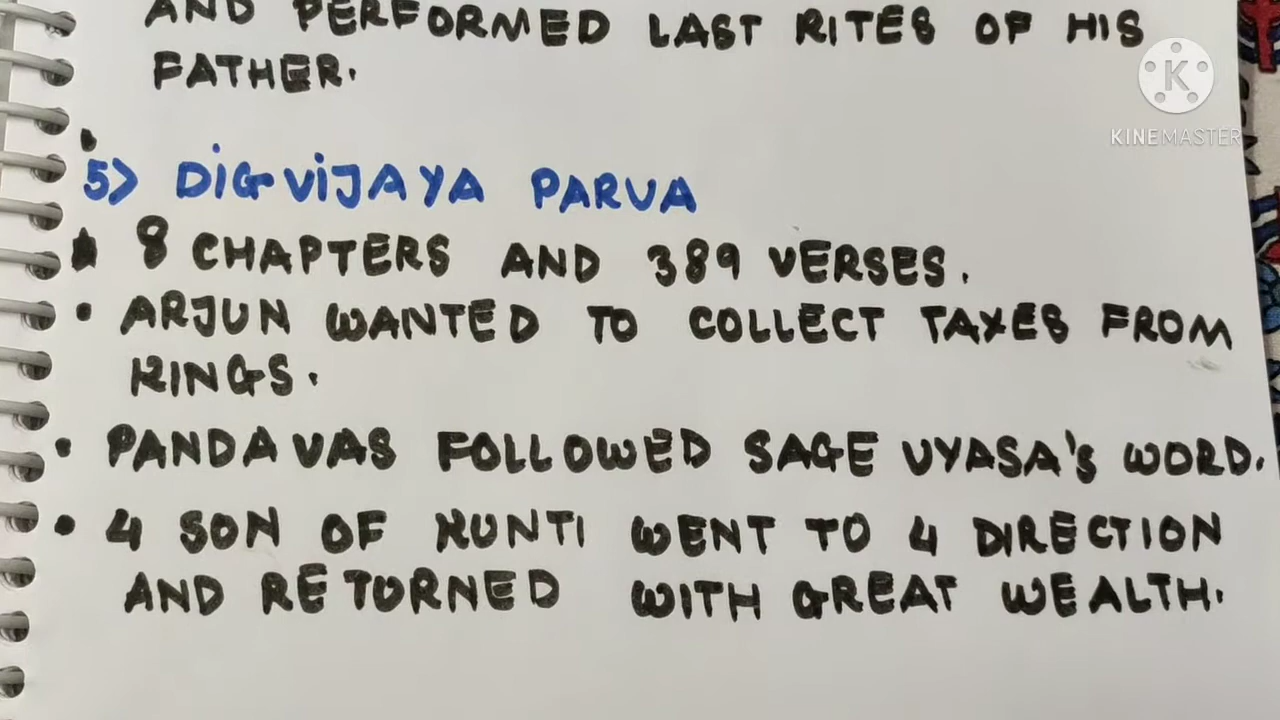 AND PERFORMED LAST RITES OF HIS
FATHER.
KINEMASTER
5> DIGVIJAYA PARVA
8 CHAPTERS AND 389 VERSES.
• ARJUN WANTED TO COLLECT TAXES FROM
KINGS.
• PANDAVAS FOLLOWED SAGE VYASA'S WORD.
• 4 SON OF KUNTI WENT TO 4 DIRECTION
AND RETORNED WITH GREAT WEALTH.